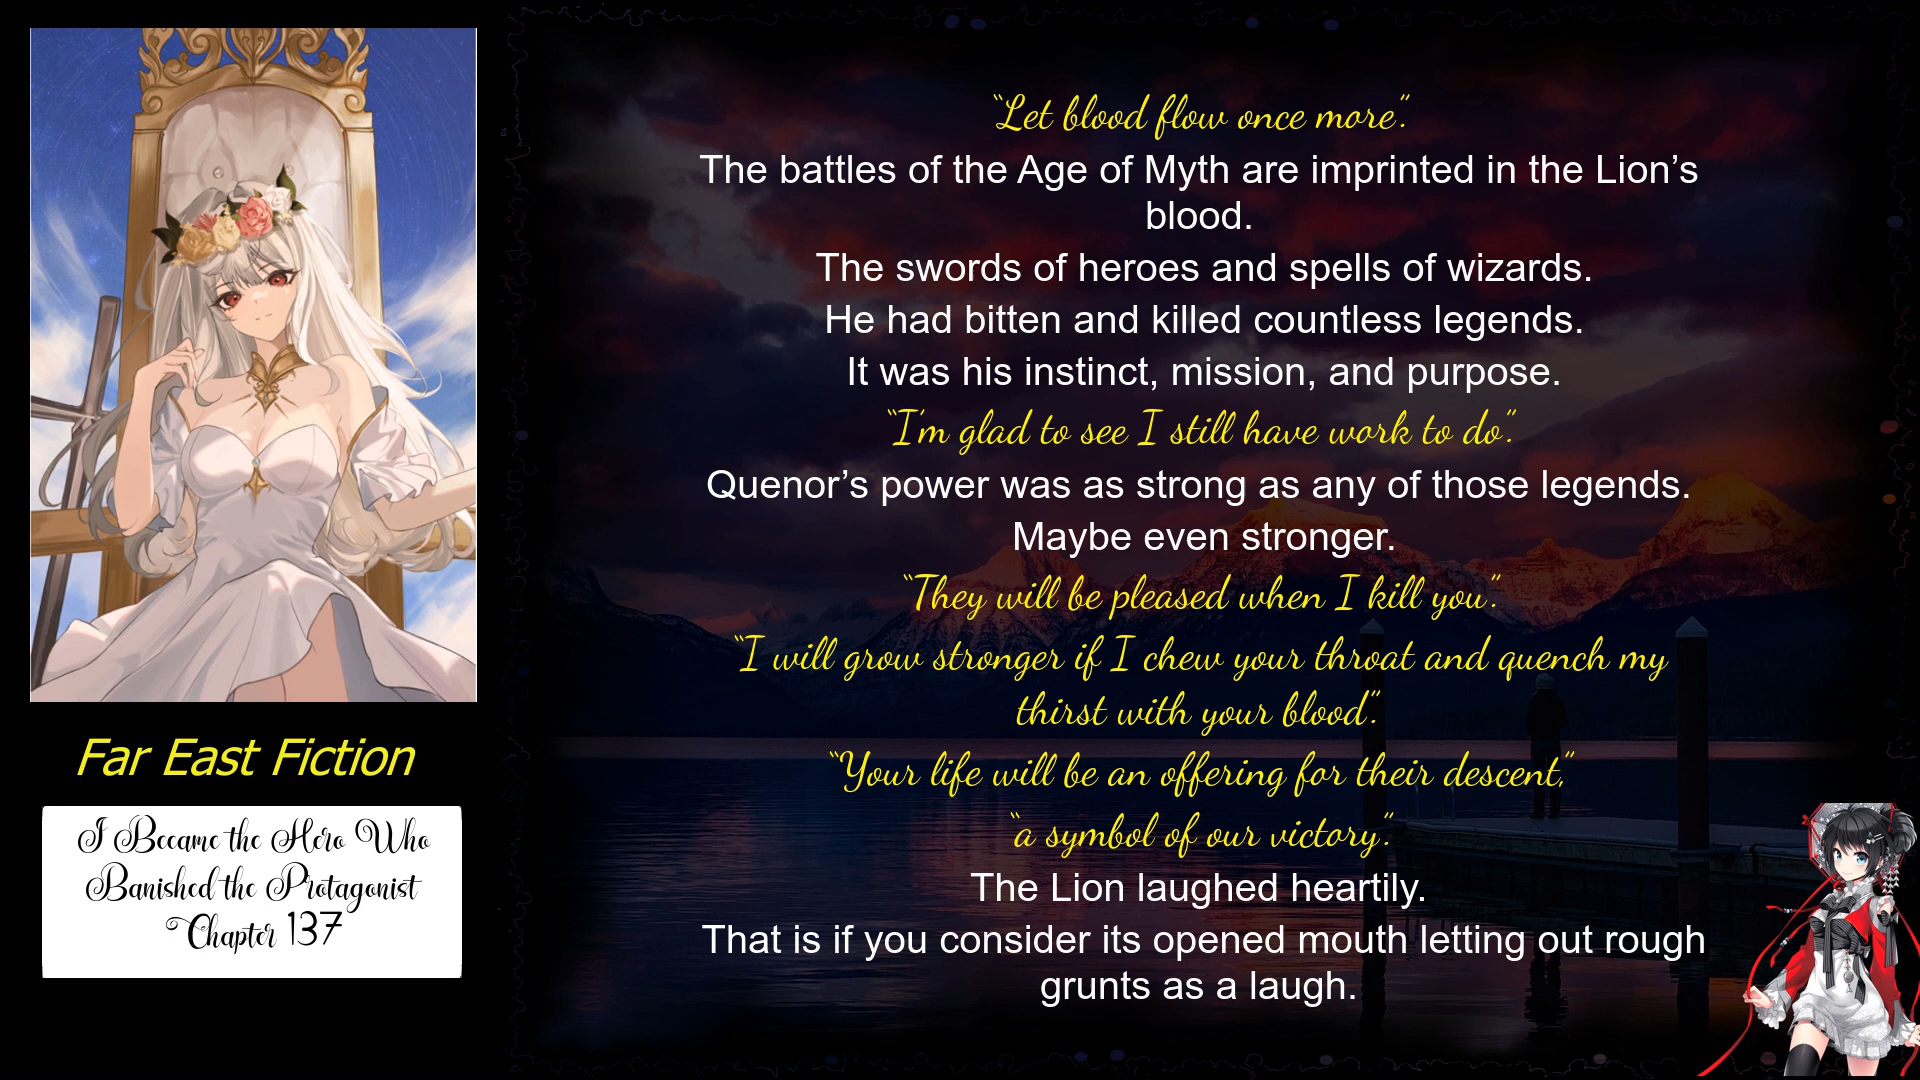 “Let blood flow once more”.
The battles of the Age of Myth are imprinted in the Lion’s
blood.
The swords of heroes and spells of wizards.
He had bitten and killed countless legends.
It was his instinct, mission, and purpose.
“I’m glad to see I still have work to do”.
Quenor’s power was as strong as any of those legends.
Maybe even stronger.
“They will be pleased when I kill you”.
“I will grow stronger if I chew your throat and quench my
thirst with your blood”.
“Your life will be an offering for their descent,”
“a symbol of our victory”.
The Lion laughed heartily.
That is if you consider its opened mouth letting out rough
grunts as a laugh.
Far East Fiction
I Became the Hero Who
Banished the Protagonist
Chapter 137